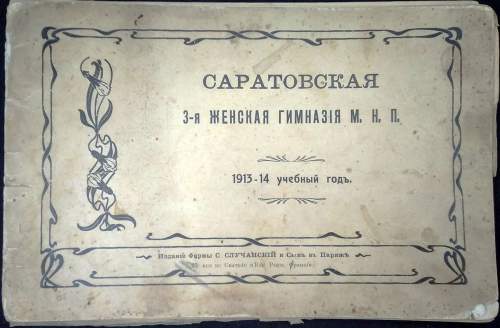 САРАТОВСКАЯ
3-я ЖЕНСКАЯ ГИМНАЗІЯ М. Н. П.
1913-14 учебный годъ.
Изданіе Фирмы С. СЛУЧАНСКІЙ и Сынъ въ Парижѣ